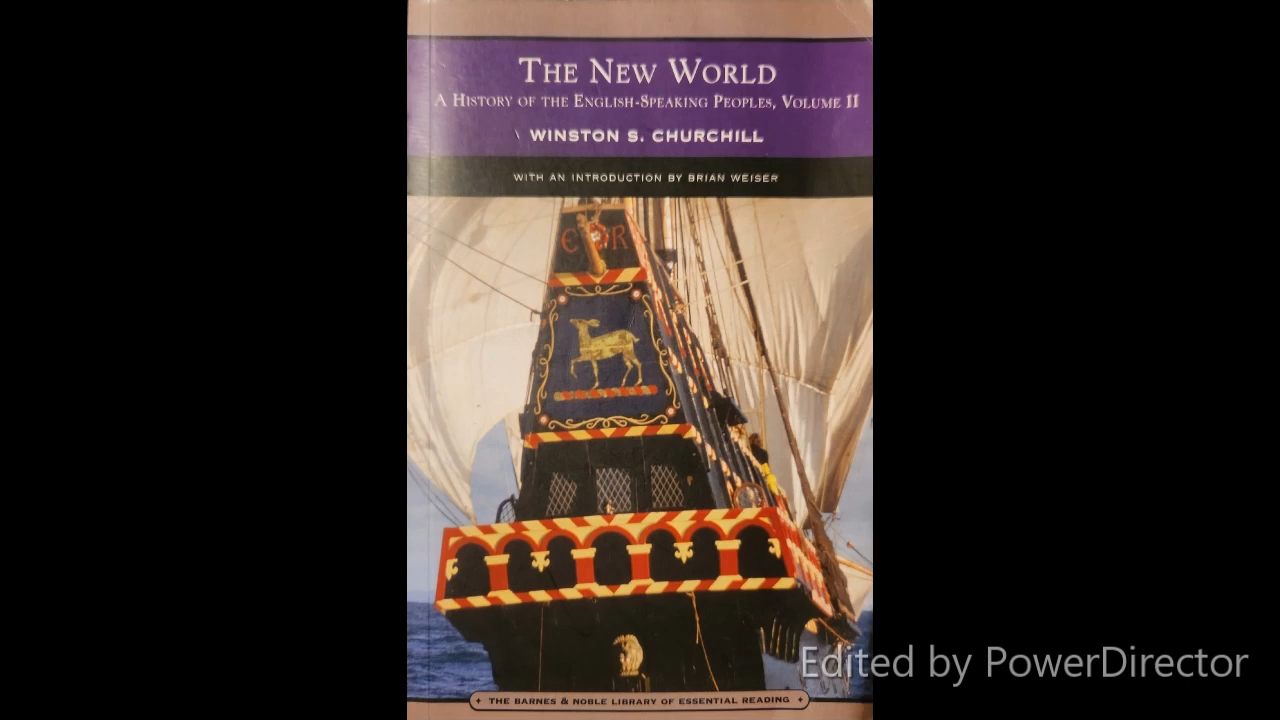 THE NEW WORLD
A HISTORY OF THE ENGLISH-SPEAKING PEOPLES, VOLUME II
WINSTON S. CHURCHILL
WITH AN INTRODUCTION BY BRIAN WEISER
E R
THE BARNES & NOBLE LIBRARY OF ESSENTIAL READING
Edited by PowerDirector